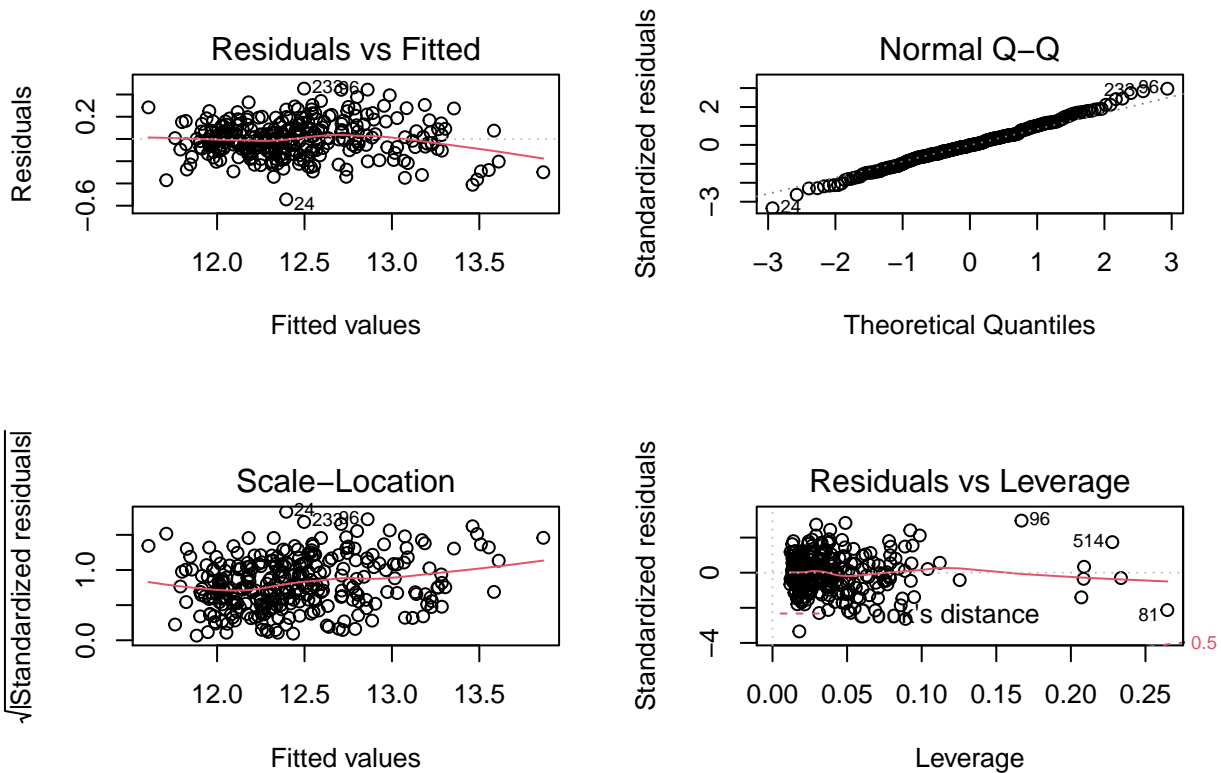 Residuals vs Fitted
Residuals
0.2
−0.6
233
96
24
12.0 12.5 13.0 13.5
Fitted values
Normal Q−Q
Standardized residuals
2
0
−3
233
96
24
−3 −2 −1 0 1 2 3
Theoretical Quantiles
Scale−Location
√|Standardized residuals|
1.0
0.0
24
233
96
12.0 12.5 13.0 13.5
Fitted values
Residuals vs Leverage
Standardized residuals
0
−4
96
514
81
Cook's distance
0.5
0.00 0.05 0.10 0.15 0.20 0.25
Leverage